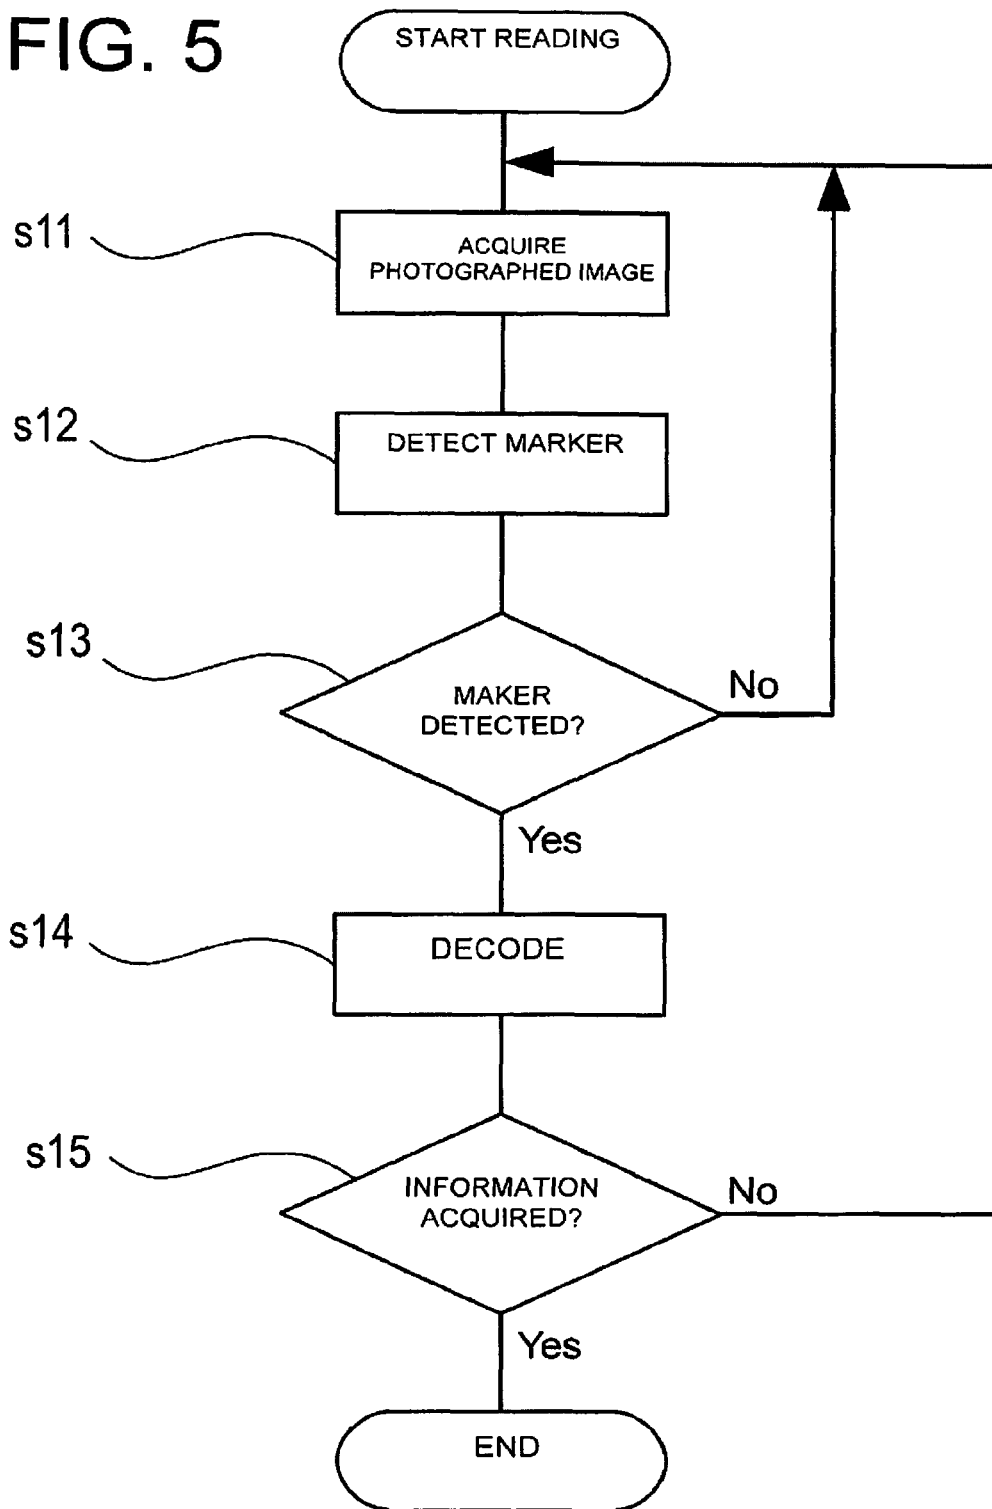 FIG. 5
START READING
s11
ACQUIRE
PHOTOGRAPHED IMAGE
s12
DETECT MARKER
s13
MAKER
DETECTED?
No
Yes
s14
DECODE
s15
INFORMATION
ACQUIRED?
No
Yes
END